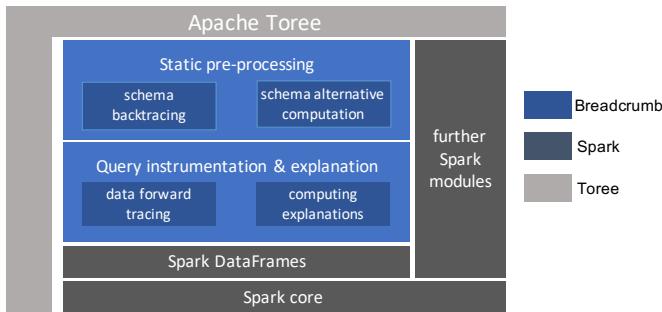 Apache Toree
Static pre-processing
schema
backtracing
schema alternative
computation
Query instrumentation & explanation
data forward
tracing
computing
explanations
further
Spark
modules
Spark DataFrames
Spark core
Breadcrumb
Spark
Toree